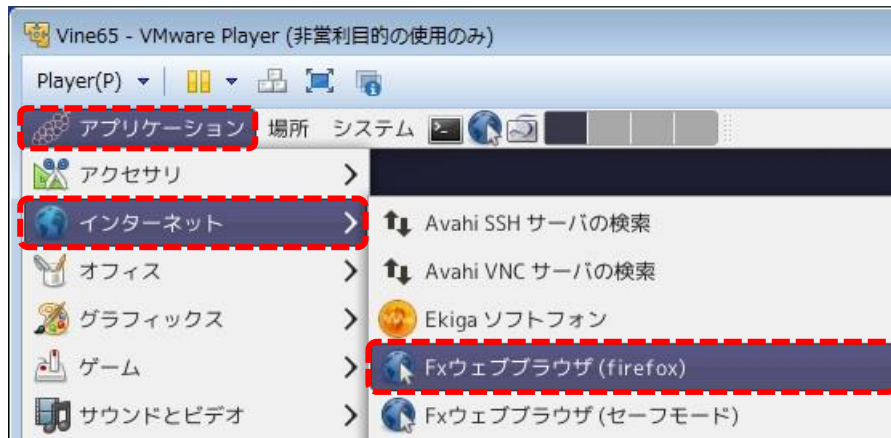 Vine65 - VMware Player (非営利目的の使用のみ)
Player(P)
アプリケーション 場所 システム
アクセサリ
インターネット
Avahi SSH サーバの検索
オフィス
Avahi VNC サーバの検索
グラフィックス
Ekiga ソフトフォン
ゲーム
Fxウェブブラウザ (firefox)
サウンドとビデオ
Fxウェブブラウザ (セーフモード)